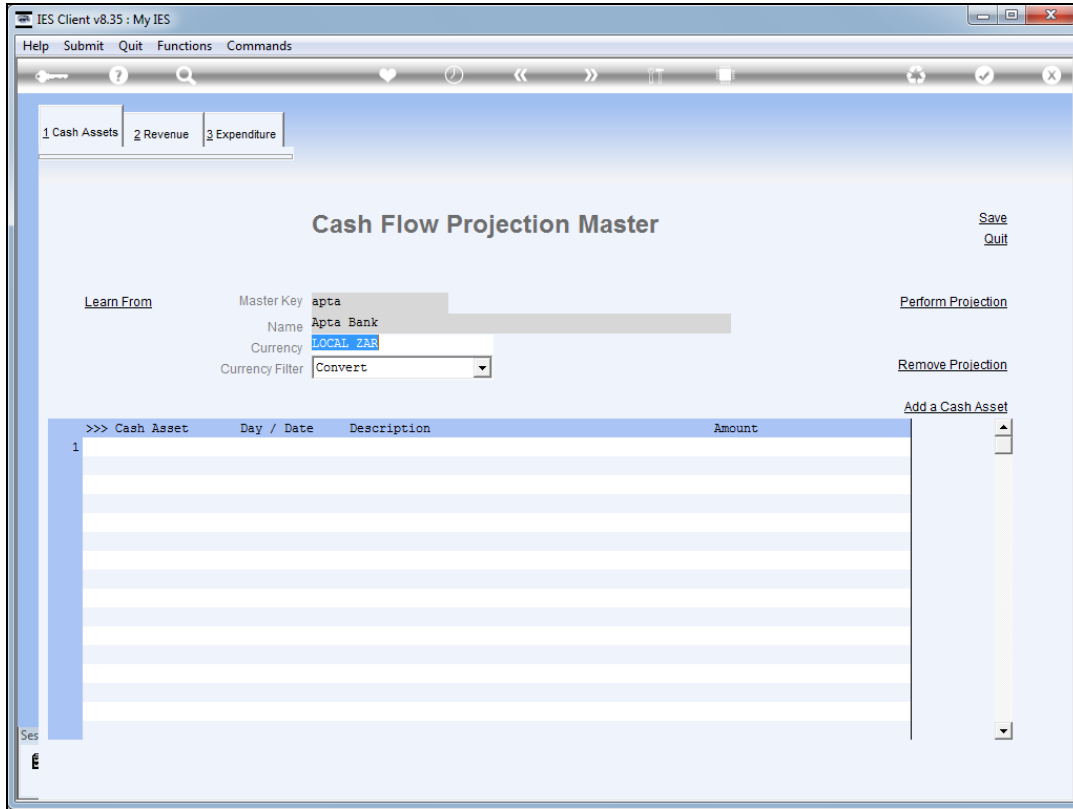 IES Client v8.35 : My IES
Help Submit Quit Functions Commands
1 Cash Assets 2 Revenue 3 Expenditure
Cash Flow Projection Master
Save
Quit
Learn From Master Key apta Perform Projection
Name Apta Bank
Currency LOCAL ZAR
Currency Filter Convert Remove Projection
Add a Cash Asset
>>> Cash Asset Day / Date Description Amount
1
Ses